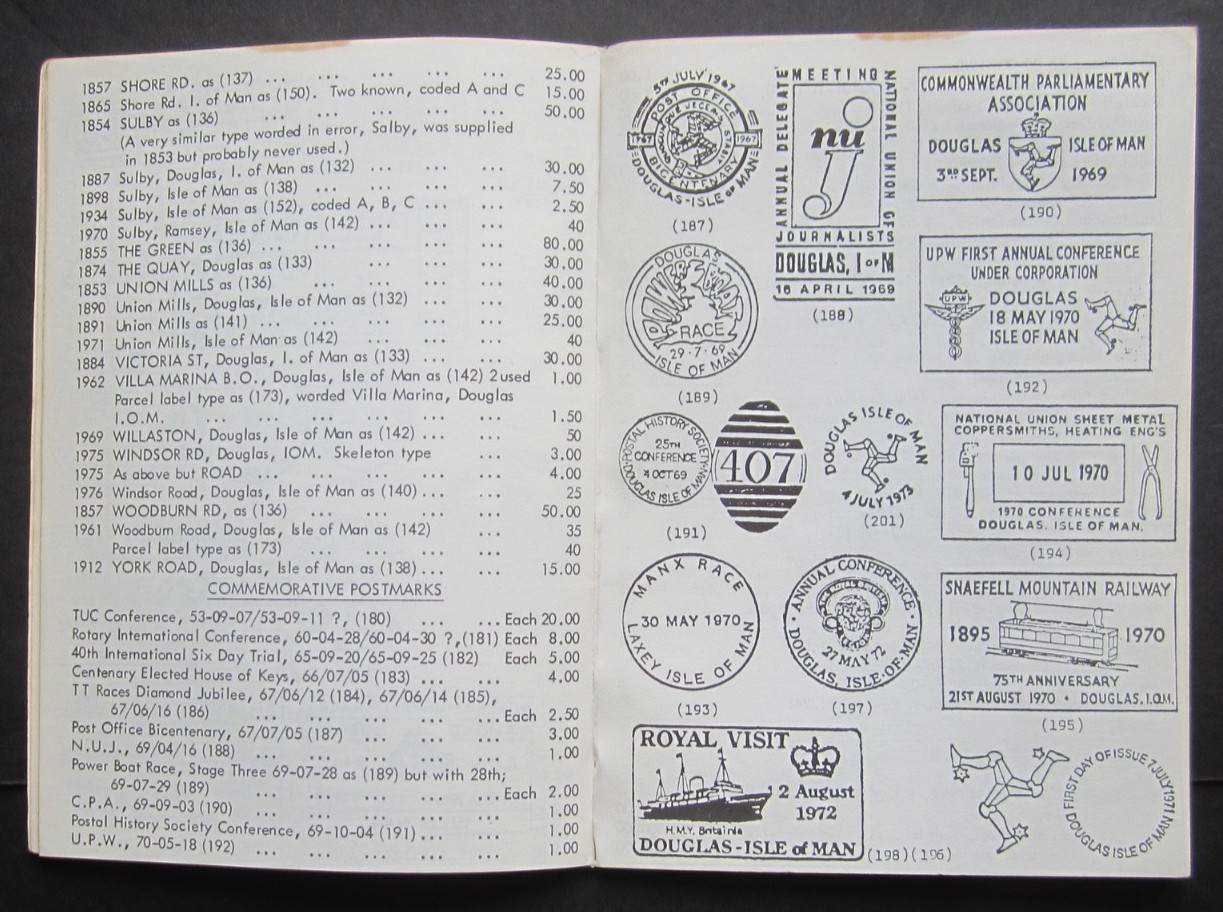 1857 SHORE RD. as (137) ... ... ... ... ... 25.00
1865 Shore Rd. I. of Man as (150). Two known, coded A and C 15.00
1854 SULBY as (136) ... ... ... ... ... 50.00
(A very similar type worded in error, Salby, was supplied
in 1853 but probably never used.)
1887 Sulby, Douglas, I. of Man as (132) ... ... ... 30.00
1898 Sulby, Isle of Man as (138) ... ... ... ... 7.50
1934 Sulby, Isle of Man as (152), coded A, B, C ... ... 2.50
1970 Sulby, Ramsey, Isle of Man as (142) ... ... ... 40
1855 THE GREEN as (136) ... ... ... ... ... 80.00
1874 THE QUAY, Douglas as (133) ... ... ... 30.00
1853 UNION MILLS as (136) ... ... ... ... 40.00
1890 Union Mills, Douglas, Isle of Man as (132) ... ... 30.00
1891 Union Mills as (141) ... ... ... ... ... 25.00
1971 Union Mills, Isle of Man as (142) ... ... ... 40
1884 VICTORIA ST, Douglas, I. of Man as (133) ... ... 30.00
1962 VILLA MARINA B.O., Douglas, Isle of Man as (142) 2 used 1.00
Parcel label type as (173), worded Villa Marina, Douglas
I.O.M. ... ... ... ... ... 1.50
1969 WILLASTON, Douglas, Isle of Man as (142) ... ... 50
1975 WINDSOR RD, Douglas, IOM. Skeleton type ... 3.00
1975 As above but ROAD ... ... ... ... ... 4.00
1976 Windsor Road, Douglas, Isle of Man as (140) ... ... 25
1857 WOODBURN RD, as (136) ... ... ... ... 50.00
1961 Woodburn Road, Douglas, Isle of Man as (142) ... 35
Parcel label type as (173) ... ... ... ... 40
1912 YORK ROAD, Douglas, Isle of Man as (138) ... ... 15.00
COMMEMORATIVE POSTMARKS
TUC Conference, 53-09-07/53-09-11 ?, (180) ... ... Each 20.00
Rotary International Conference, 60-04-28/60-04-30 ?, (181) Each 8.00
40th International Six Day Trial, 65-09-20/65-09-25 (182) Each 5.00
Centenary Elected House of Keys, 66/07/05 (183) ... ... 4.00
TT Races Diamond Jubilee, 67/06/12 (184), 67/06/14 (185),
67/06/16 (186) ... ... ... ... Each 2.50
Post Office Bicentenary, 67/07/05 (187) ... ... ... 3.00
N.U.J., 69/04/16 (188) ... ... ... ... 1.00
Power Boat Race, Stage Three 69-07-28 as (189) but with 28th;
69-07-29 (189) ... ... ... ... Each 2.00
C.P.A., 69-09-03 (190) ... ... ... ... 1.00
Postal History Society Conference, 69-10-04 (191) ... ... 1.00
U.P.W., 70-05-18 (192) ... ... ... ... ... 1.00
5TH JULY 1967
POST OFFICE
1767 1967
BICENTENARY
DOUGLAS-ISLE OF MAN
(187)
ANNUAL DELEGATE
MEETING
NATIONAL UNION OF
nuj
JOURNALISTS
DOUGLAS, I OF M
16 APRIL 1969
(188)
COMMONWEALTH PARLIAMENTARY
ASSOCIATION
DOUGLAS ISLE OF MAN
3RD SEPT. 1969
(190)
DOUGLAS
POWER BOAT
RACE
29·7·69
ISLE OF MAN
(189)
UPW FIRST ANNUAL CONFERENCE
UNDER CORPORATION
UPW
DOUGLAS
18 MAY 1970
ISLE OF MAN
(192)
POSTAL HISTORY SOCIETY
25TH
CONFERENCE
4 OCT 69
DOUGLAS ISLE OF MAN
407
(191)
DOUGLAS ISLE OF MAN
4 JULY 1973
(201)
NATIONAL UNION SHEET METAL
COPPERSMITHS, HEATING ENG'S
10 JUL 1970
1970 CONFERENCE
DOUGLAS. ISLE OF MAN.
(194)
MANX RACE
30 MAY 1970
LAXEY ISLE OF MAN
(193)
ANNUAL CONFERENCE
27 MAY 72
DOUGLAS, ISLE·OF·MAN
(197)
SNAEFELL MOUNTAIN RAILWAY
1895 1970
75TH ANNIVERSARY
21ST AUGUST 1970 · DOUGLAS, I.O.M.
(195)
ROYAL VISIT
2 August
1972
H.M.Y. Britainia
DOUGLAS-ISLE of MAN
(198)(196)
FIRST DAY OF ISSUE 7 JULY 1971
DOUGLAS ISLE OF MAN